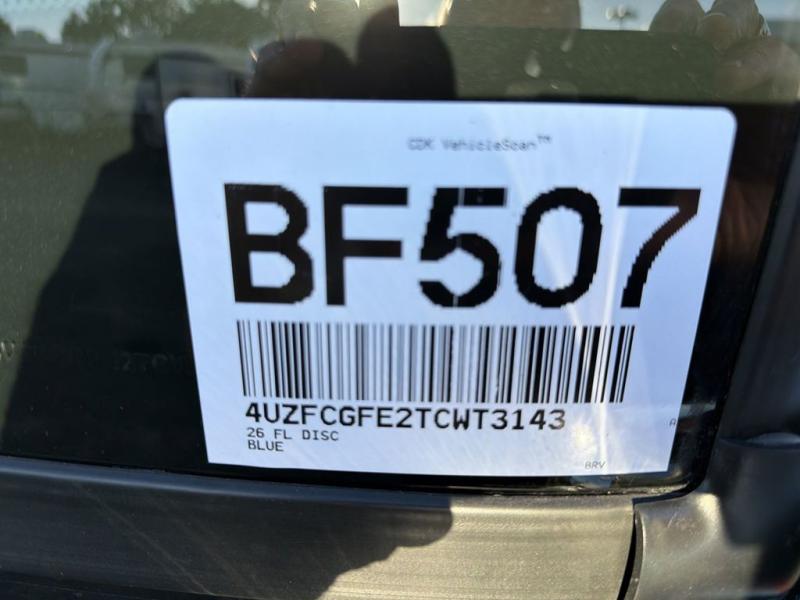 CDK VehicleScan™
BF507
4UZFCGFE2TCWT3143
26 FL DISC
BLUE
BRV